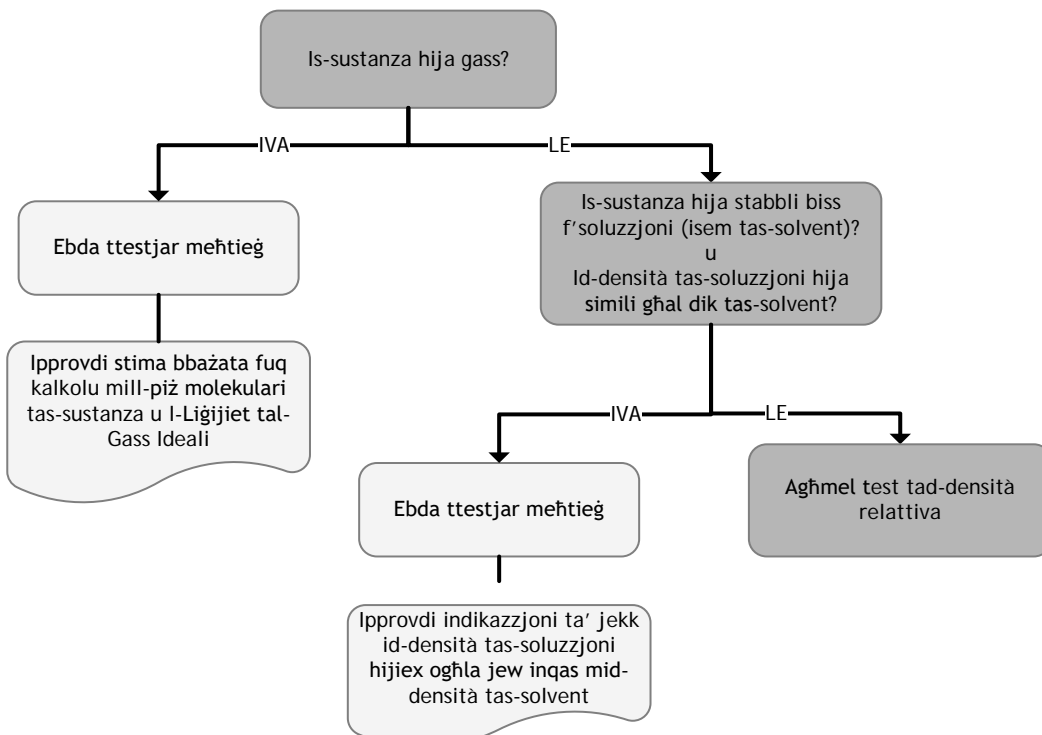 Is-sustanza hija gass?
IVA
LE
Ebda ttestjar meħtieġ
Is-sustanza hija stabbli biss
f'soluzzjoni (isem tas-solvent)?
u
Id-densità tas-soluzzjoni hija
simili għal dik tas-solvent?
Ipprovdi stima bbażata fuq
kalkolu mill-piż molekulari
tas-sustanza u l-Liġijiet tal-
Gass Ideali
IVA
LE
Ebda ttestjar meħtieġ
Agħmel test tad-densità
relattiva
Ipprovdi indikazzjoni ta' jekk
id-densità tas-soluzzjoni
hijiex ogħla jew inqas mid-
densità tas-solvent